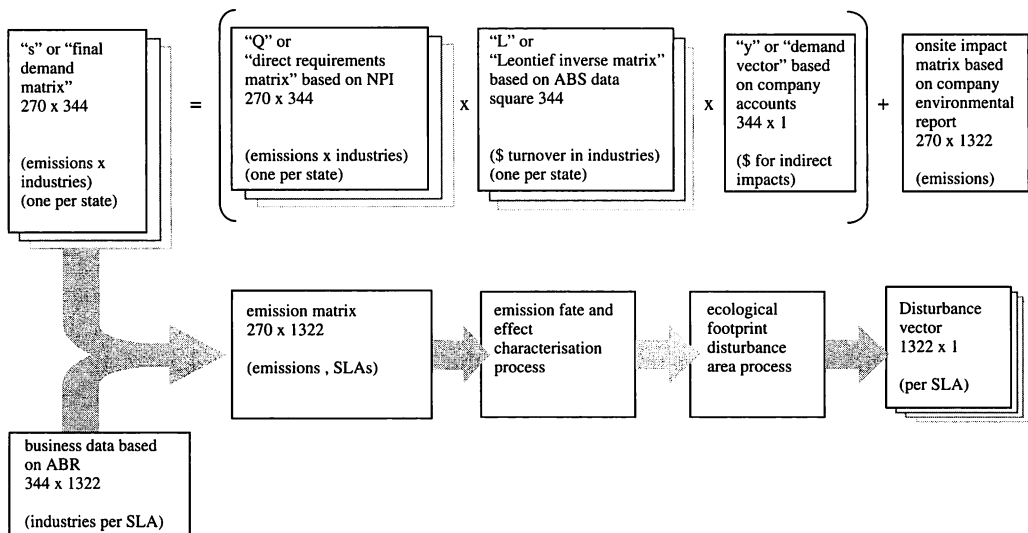 “s” or “final
demand
matrix”
270 x 344
(emissions x
industries)
(one per state)
=
“Q” or
“direct requirements
matrix” based on NPI
270 x 344
(emissions x industries)
(one per state)
x
“L” or
“Leontief inverse matrix”
based on ABS data
square 344
($ turnover in industries)
(one per state)
x
“y” or “demand
vector” based on
company
accounts
344 x 1
($ for indirect
impacts)
+
onsite impact
matrix based
on company
environmental
report
270 x 1322
(emissions)
emission matrix
270 x 1322
(emissions , SLAs)
emission fate and
effect
characterisation
process
ecological
footprint
disturbance
area process
Disturbance
vector
1322 x 1
(per SLA)
business data based
on ABR
344 x 1322
(industries per SLA)